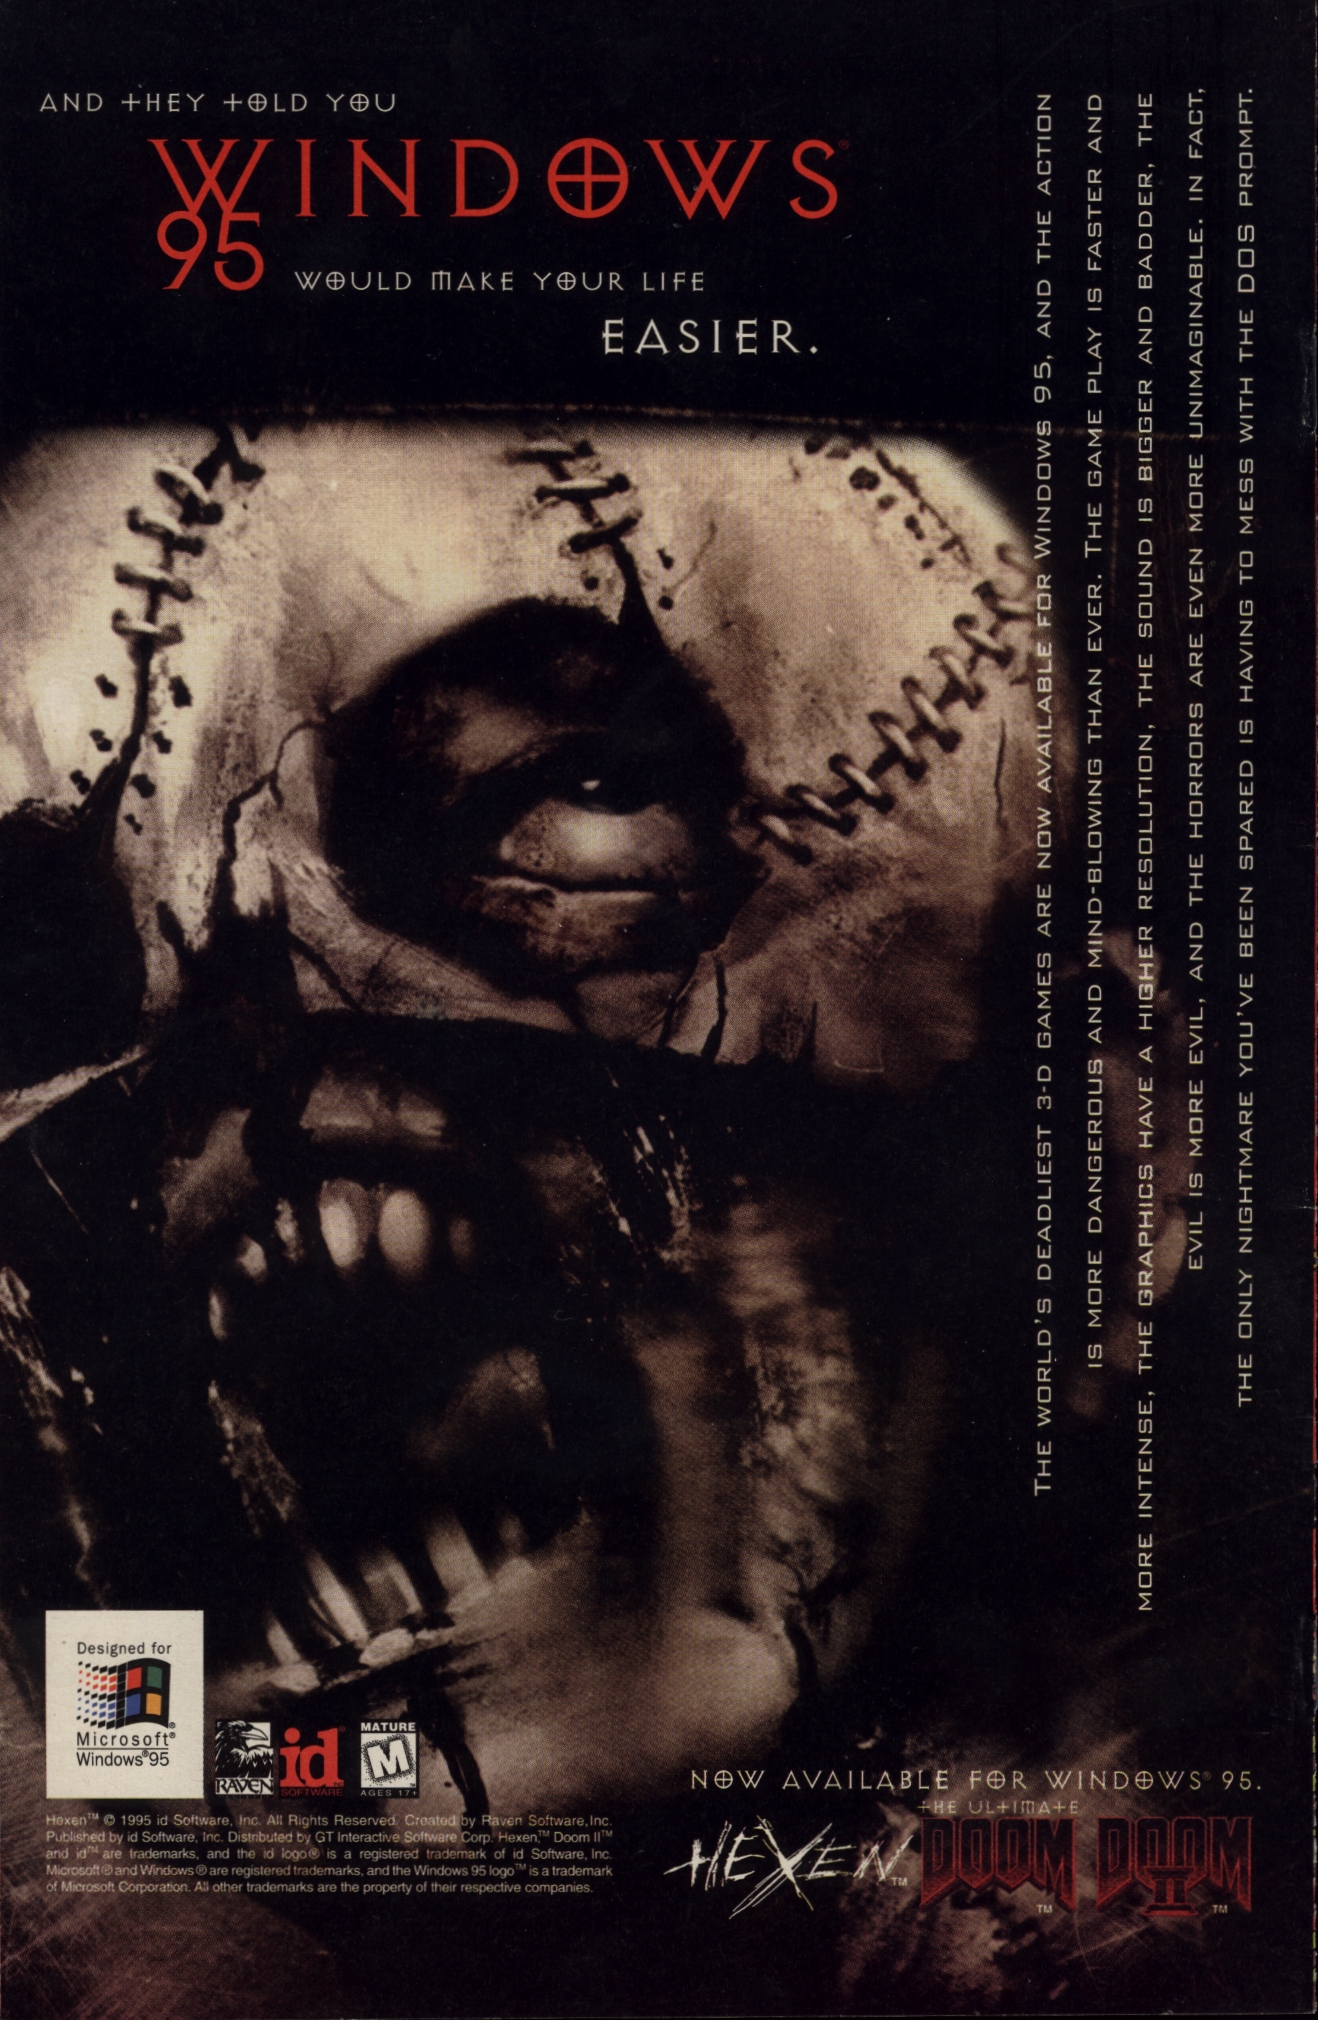 AND THEY TOLD YOU
WINDOWS®
95 WOULD MAKE YOUR LIFE
EASIER.
THE WORLD'S DEADLIEST 3-D GAMES ARE NOW AVAILABLE FOR WINDOWS 95, AND THE ACTION
IS MORE DANGEROUS AND MIND-BLOWING THAN EVER. THE GAME PLAY IS FASTER AND
MORE INTENSE, THE GRAPHICS HAVE A HIGHER RESOLUTION, THE SOUND IS BIGGER AND BADDER, THE
EVIL IS MORE EVIL, AND THE HORRORS ARE EVEN MORE UNIMAGINABLE. IN FACT,
THE ONLY NIGHTMARE YOU'VE BEEN SPARED IS HAVING TO MESS WITH THE DOS PROMPT.
Designed for
Microsoft®
Windows®95
RAVEN
id
SOFTWARE
MATURE
M
AGES 17+
Hexen™ © 1995 id Software, Inc. All Rights Reserved. Created by Raven Software, Inc.
Published by id Software, Inc. Distributed by GT Interactive Software Corp. Hexen,™ Doom II™
and id™ are trademarks, and the id logo® is a registered trademark of id Software, Inc.
Microsoft® and Windows® are registered trademarks, and the Windows 95 logo™ is a trademark
of Microsoft Corporation. All other trademarks are the property of their respective companies.
NOW AVAILABLE FOR WINDOWS® 95.
THE ULTIMATE
HEXEN™ DOOM™ DOOM II™